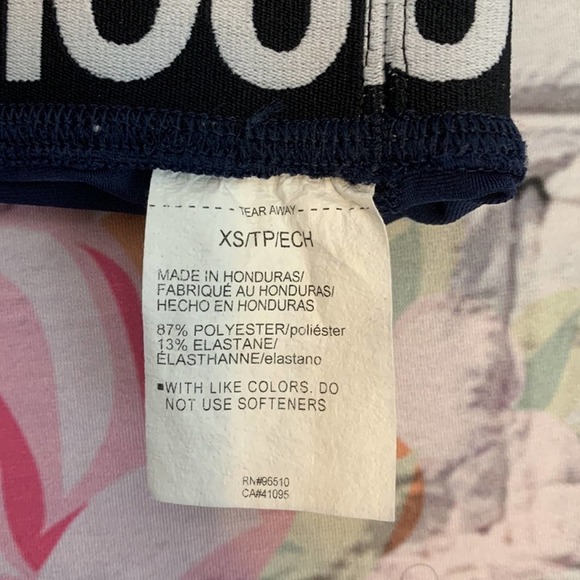 TEAR AWAY
XS/TP/ECH
MADE IN HONDURAS/
FABRIQUÉ AU HONDURAS/
HECHO EN HONDURAS
87% POLYESTER/poliéster
13% ELASTANE/
ÉLASTHANNE/elastano
▪WITH LIKE COLORS. DO
NOT USE SOFTENERS
RN#96510
CA#41095